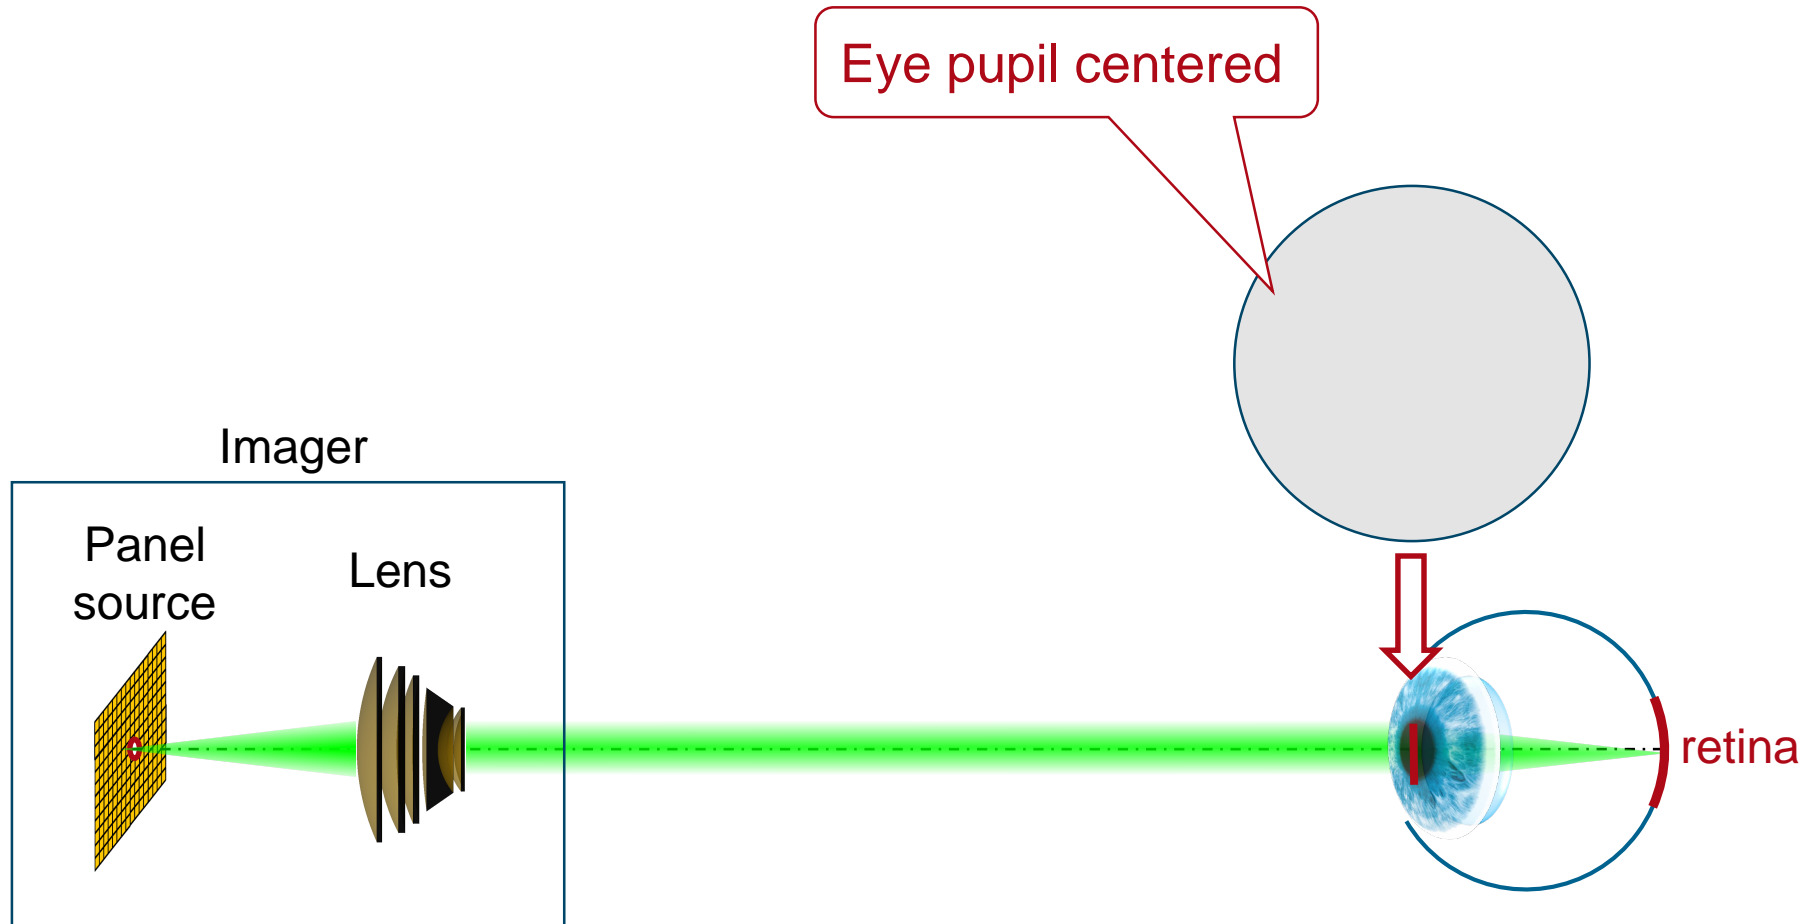 Eye pupil centered
Imager
Panel
source
Lens
retina